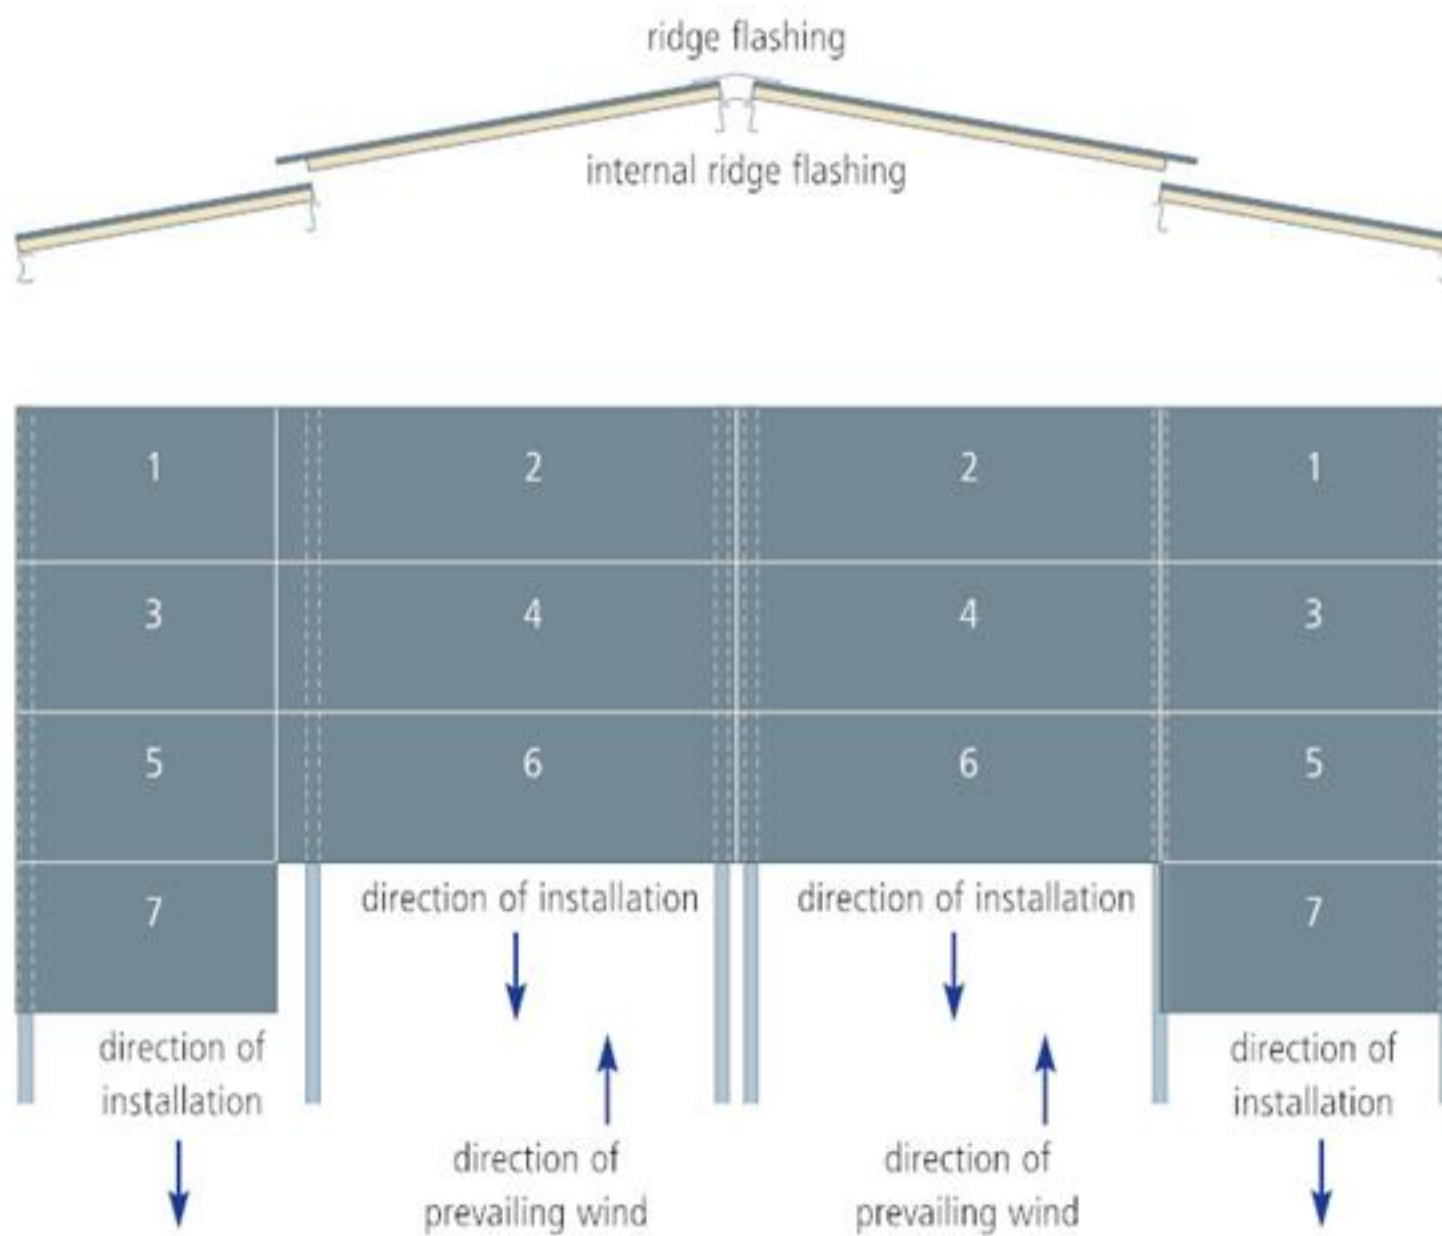 ridge flashing
internal ridge flashing
1 2 2 1
3 4 4 3
5 6 6 5
7 7
direction of installation
direction of installation
direction of
installation
direction of
installation
direction of
prevailing wind
direction of
prevailing wind